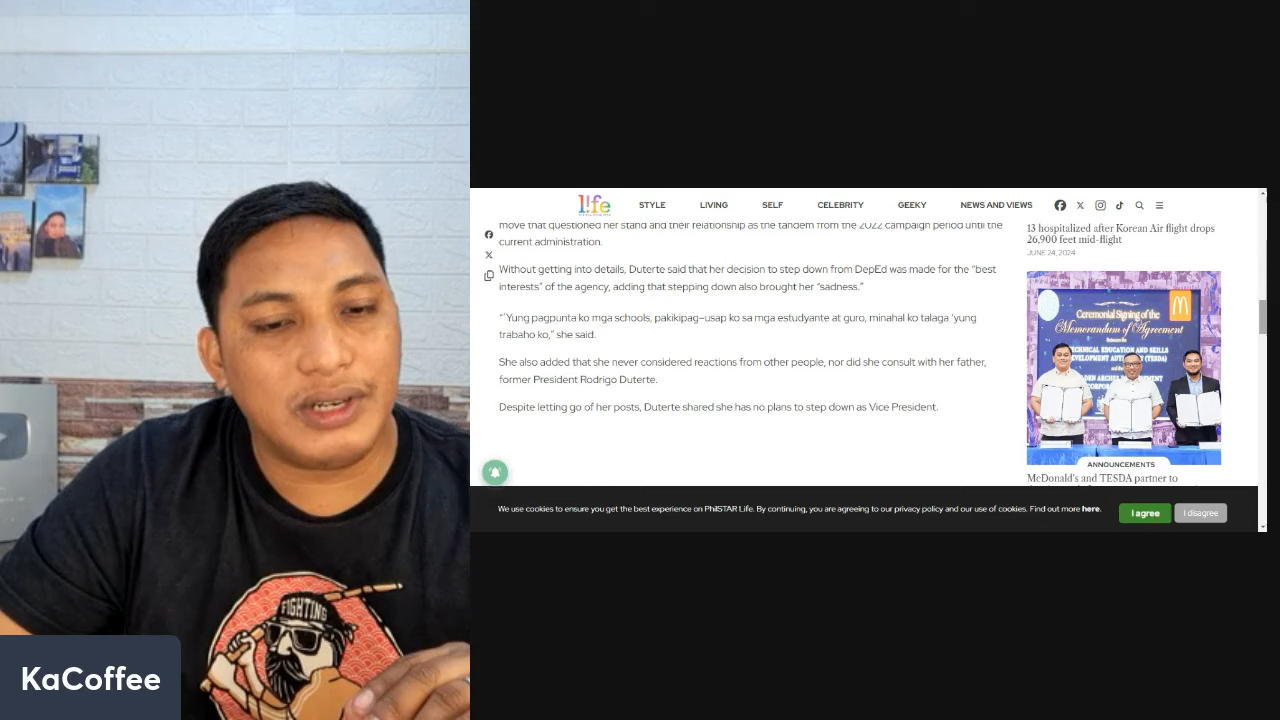 FIGHTING
KaCoffee
l!fe
STYLE
LIVING
SELF
CELEBRITY
GEEKY
NEWS AND VIEWS
move that questioned her stand and their relationship as the tandem from the 2022 campaign period until the
current administration.
Without getting into details, Duterte said that her decision to step down from DepEd was made for the “best
interests” of the agency, adding that stepping down also brought her “sadness.”
“‘Yung pagpunta ko mga schools, pakikipag-usap ko sa mga estudyante at guro, minahal ko talaga ‘yung
trabaho ko,” she said.
She also added that she never considered reactions from other people, nor did she consult with her father,
former President Rodrigo Duterte.
Despite letting go of her posts, Duterte shared she has no plans to step down as Vice President.
13 hospitalized after Korean Air flight drops
26,900 feet mid-flight
JUNE 24, 2024
Ceremonial Signing of the
Memorandum of Agreement
TECHNICAL EDUCATION AND SKILLS
DEVELOPMENT AUTHORITY (TESDA)
ANNOUNCEMENTS
McDonald's and TESDA partner to
We use cookies to ensure you get the best experience on PhilSTAR Life. By continuing, you are agreeing to our privacy policy and our use of cookies. Find out more here.
I agree
I disagree